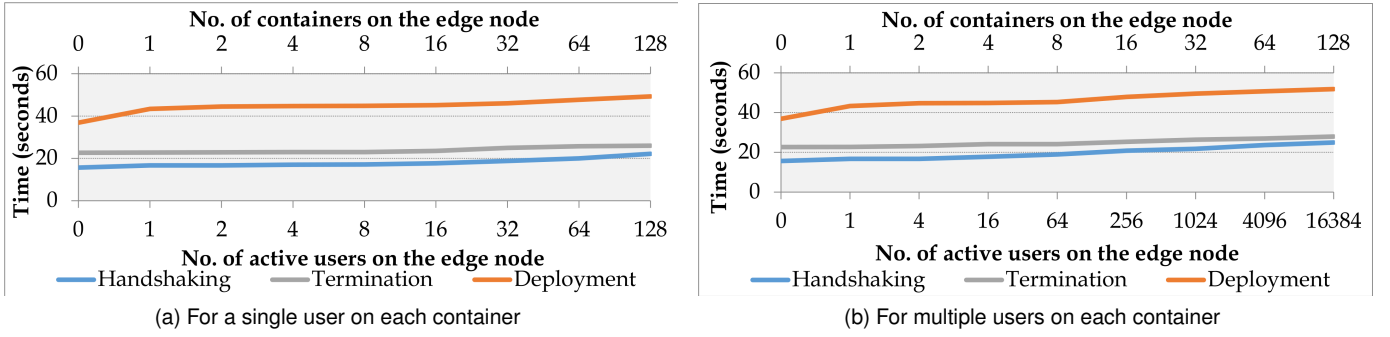 No. of containers on the edge node
0 1 2 4 8 16 32 64 128
Time (seconds)
60
40
20
0
0 1 2 4 8 16 32 64 128
No. of active users on the edge node
Handshaking Termination Deployment
(a) For a single user on each container
No. of containers on the edge node
0 1 2 4 8 16 32 64 128
Time (seconds)
60
40
20
0
0 1 4 16 64 256 1024 4096 16384
No. of active users on the edge node
Handshaking Termination Deployment
(b) For multiple users on each container